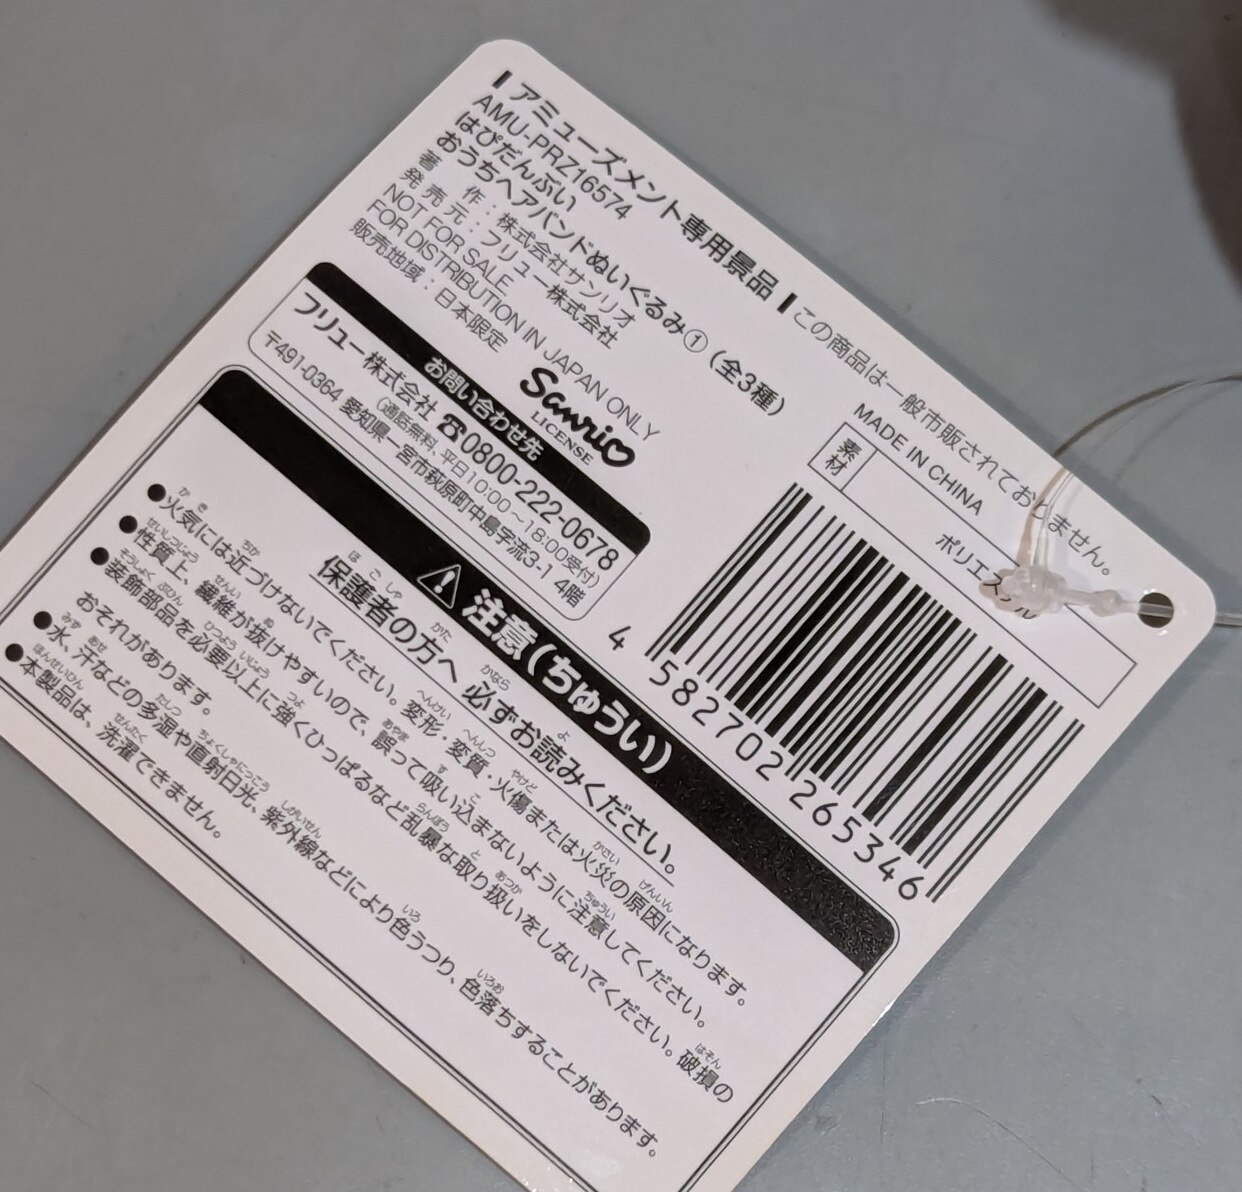 アミューズメント専用景品 この商品は一般市販されておりません。
AMU-PRZ16574
はぴだんぶい
おうちヘアバンドぬいぐるみ①(全3種)
著 作:株式会社サンリオ
発 売 元:フリュー株式会社
NOT FOR SALE
FOR DISTRIBUTION IN JAPAN ONLY
販売地域:日本限定
Sanrio
LICENSE
MADE IN CHINA
素材
ポリエステル
お問い合わせ先
フリュー株式会社 ☎0800-222-0678
(通話無料、平日10:00~18:00受付)
〒491-0364 愛知県一宮市萩原町中島字流3-1 4階
4 582702 265346
⚠ 注意(ちゅうい)
保護者の方へ 必ずお読みください。
●火気には近づけないでください。変形・変質・火傷または火災の原因になります。
●性質上、繊維が抜けやすいので、誤って吸い込まないように注意してください。
●装飾部品を必要以上に強くひっぱるなど乱暴な取り扱いをしないでください。破損の
おそれがあります。
●水、汗などの多湿や直射日光、紫外線などにより色うつり、色落ちすることがあります。
●本製品は、洗濯できません。